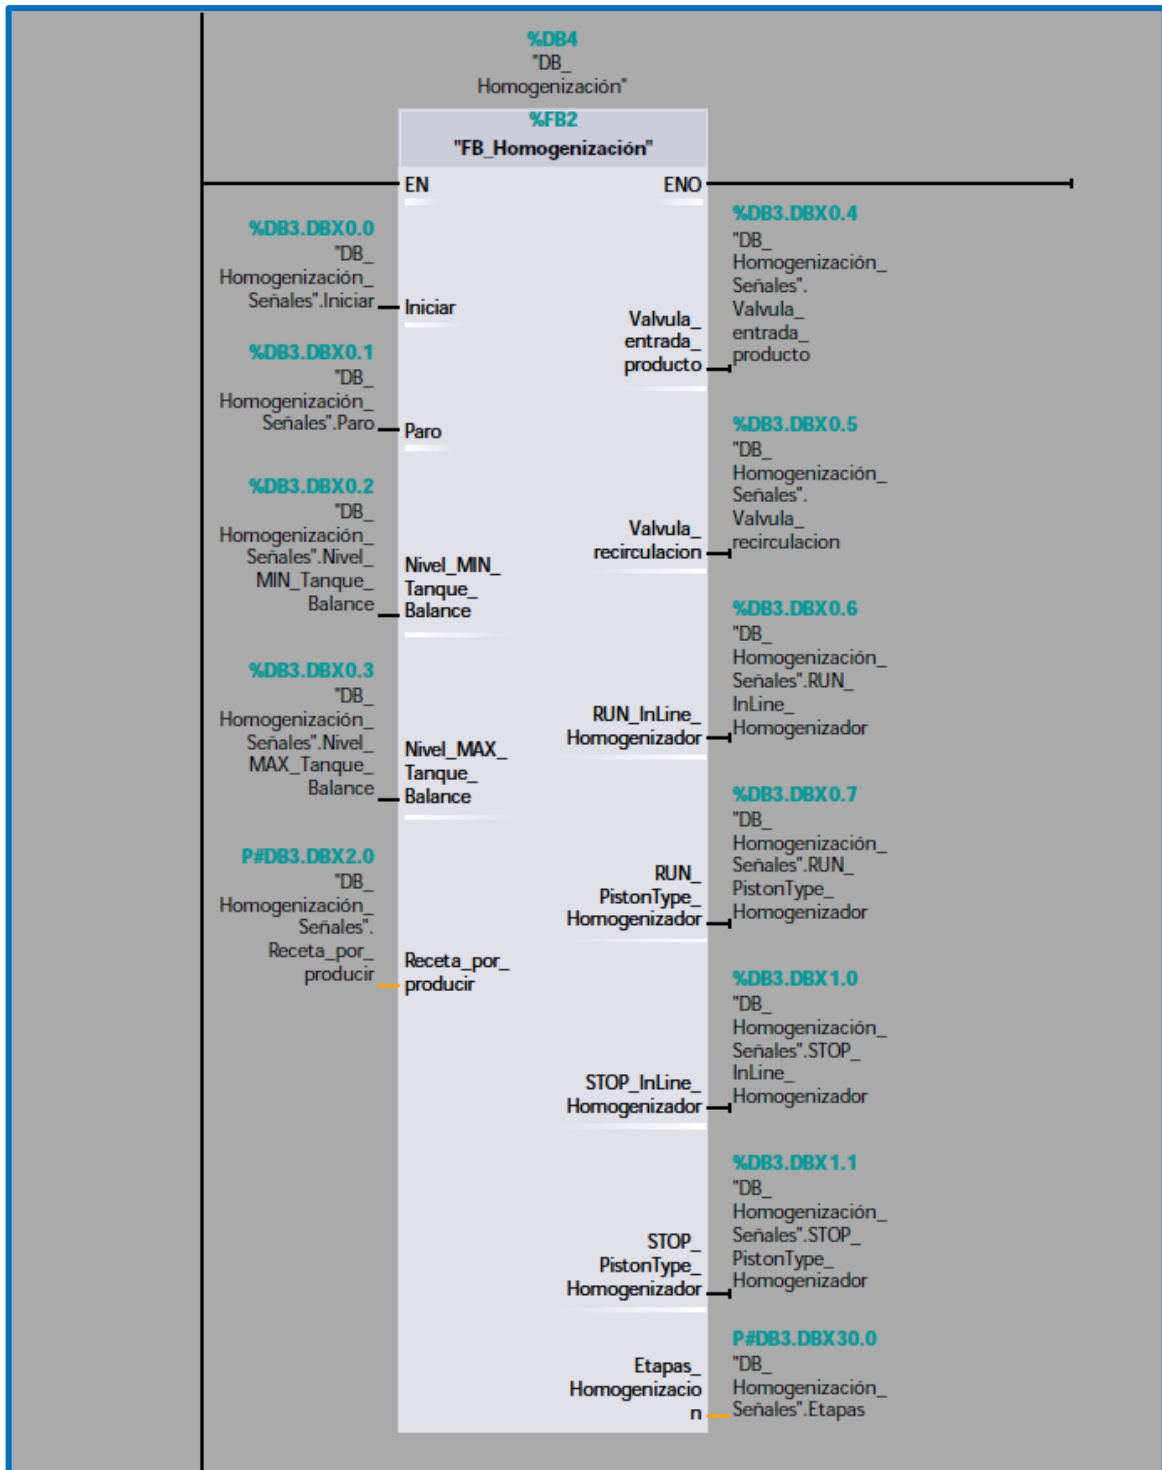 %DB4
"DB_
Homogenización"
%FB2
"FB_Homogenización"
EN
ENO
%DB3.DBX0.0
"DB_
Homogenización_
Señales".Iniciar
Iniciar
%DB3.DBX0.1
"DB_
Homogenización_
Señales".Paro
Paro
%DB3.DBX0.2
"DB_
Homogenización_
Señales".Nivel_
MIN_Tanque_
Balance
Nivel_MIN_
Tanque_
Balance
%DB3.DBX0.3
"DB_
Homogenización_
Señales".Nivel_
MAX_Tanque_
Balance
Nivel_MAX_
Tanque_
Balance
P#DB3.DBX2.0
"DB_
Homogenización_
Señales".
Receta_por_
producir
Receta_por_
producir
Valvula_
entrada_
producto
%DB3.DBX0.4
"DB_
Homogenización_
Señales".
Valvula_
entrada_
producto
Valvula_
recirculacion
%DB3.DBX0.5
"DB_
Homogenización_
Señales".
Valvula_
recirculacion
RUN_InLine_
Homogenizador
%DB3.DBX0.6
"DB_
Homogenización_
Señales".RUN_
InLine_
Homogenizador
RUN_
PistonType_
Homogenizador
%DB3.DBX0.7
"DB_
Homogenización_
Señales".RUN_
PistonType_
Homogenizador
STOP_InLine_
Homogenizador
%DB3.DBX1.0
"DB_
Homogenización_
Señales".STOP_
InLine_
Homogenizador
STOP_
PistonType_
Homogenizador
%DB3.DBX1.1
"DB_
Homogenización_
Señales".STOP_
PistonType_
Homogenizador
Etapas_
Homogenizacio
n
P#DB3.DBX30.0
"DB_
Homogenización_
Señales".Etapas